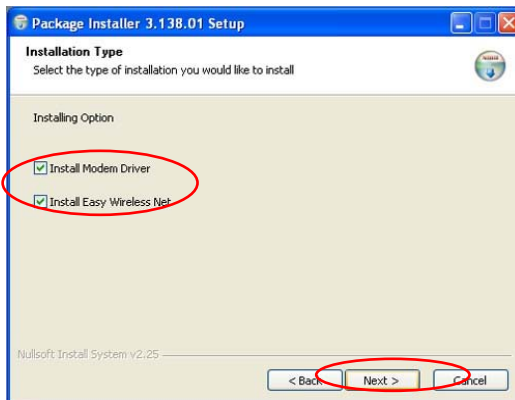 Package Installer 3.138.01 Setup
Installation Type
Select the type of installation you would like to install
Installing Option
Install Modem Driver
Install Easy Wireless Net
Nullsoft Install System v2.25
< Back Next > Cancel